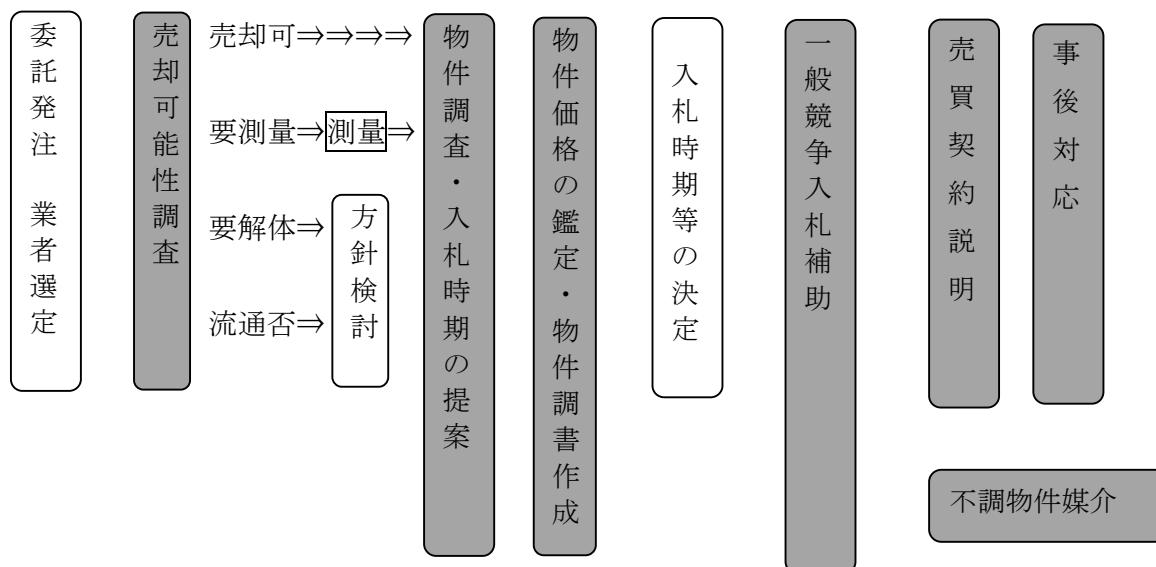 委託発注　業者選定
売却可能性調査
売却可⇒⇒⇒⇒
要測量⇒測量⇒
要解体⇒
流通否⇒
方針検討
物件調査・入札時期の提案
物件価格の鑑定・物件調書作成
入札時期等の決定
一般競争入札補助
売買契約説明
事後対応
不調物件媒介